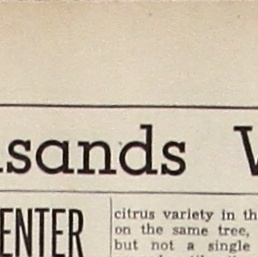 sands
ENTER
citrus variety in th
on the same tree,
but not a single